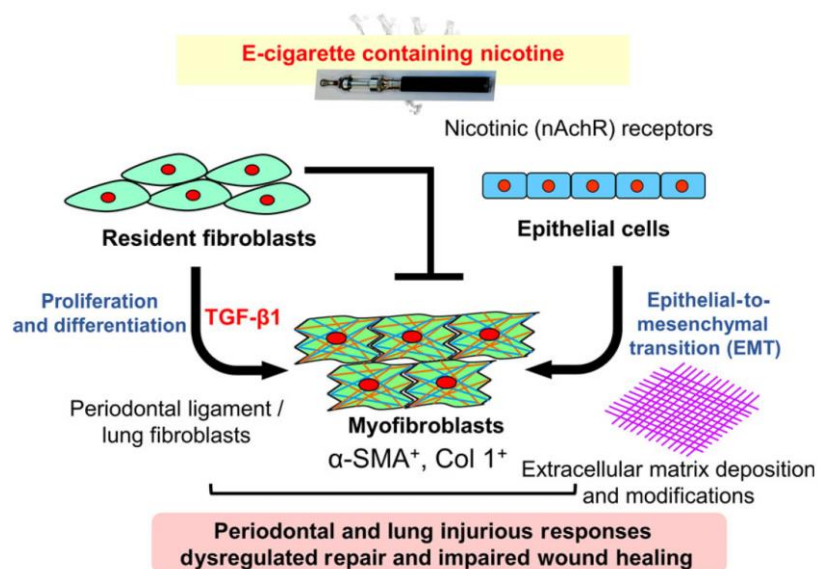 E-cigarette containing nicotine
Nicotinic (nAchR) receptors
Resident fibroblasts
Epithelial cells
Proliferation
and differentiation
TGF-β1
Epithelial-to-
mesenchymal
transition (EMT)
Periodontal ligament /
lung fibroblasts
Myofibroblasts
α-SMA⁺, Col 1⁺
Extracellular matrix deposition
and modifications
Periodontal and lung injurious responses
dysregulated repair and impaired wound healing